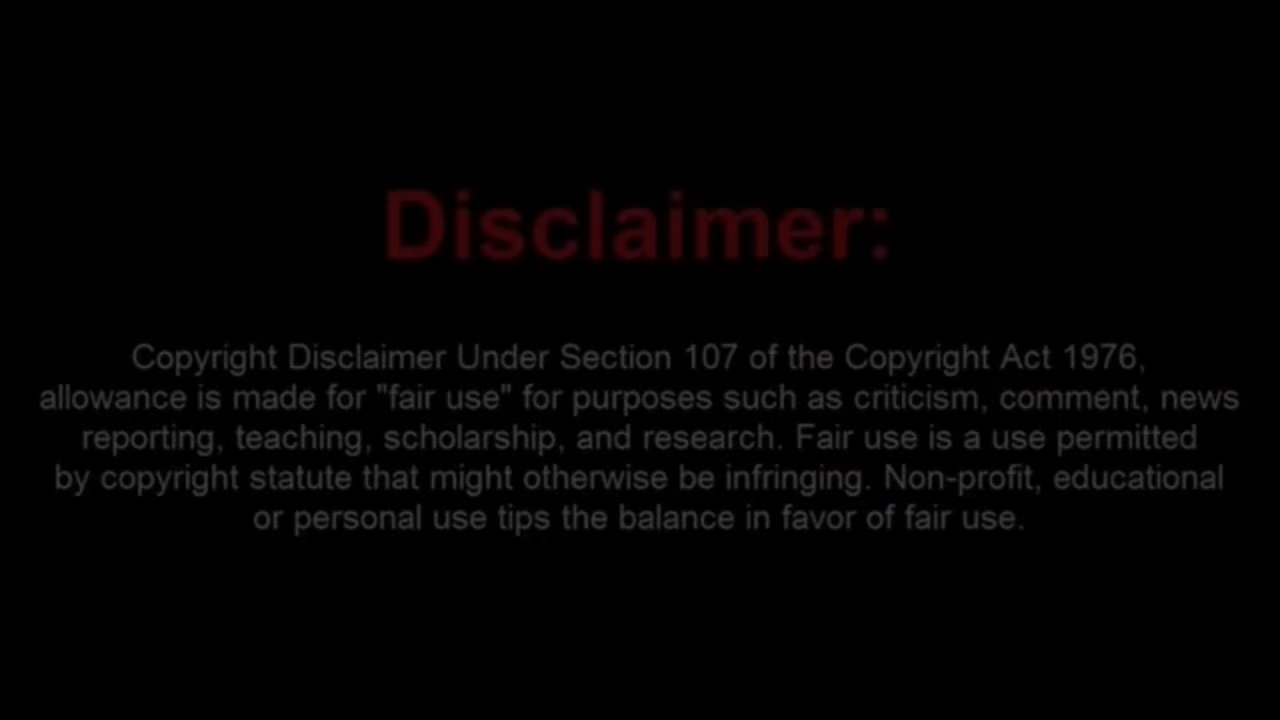 Disclaimer:
Copyright Disclaimer Under Section 107 of the Copyright Act 1976,
allowance is made for "fair use" for purposes such as criticism, comment, news
reporting, teaching, scholarship, and research. Fair use is a use permitted
by copyright statute that might otherwise be infringing. Non-profit, educational
or personal use tips the balance in favor of fair use.